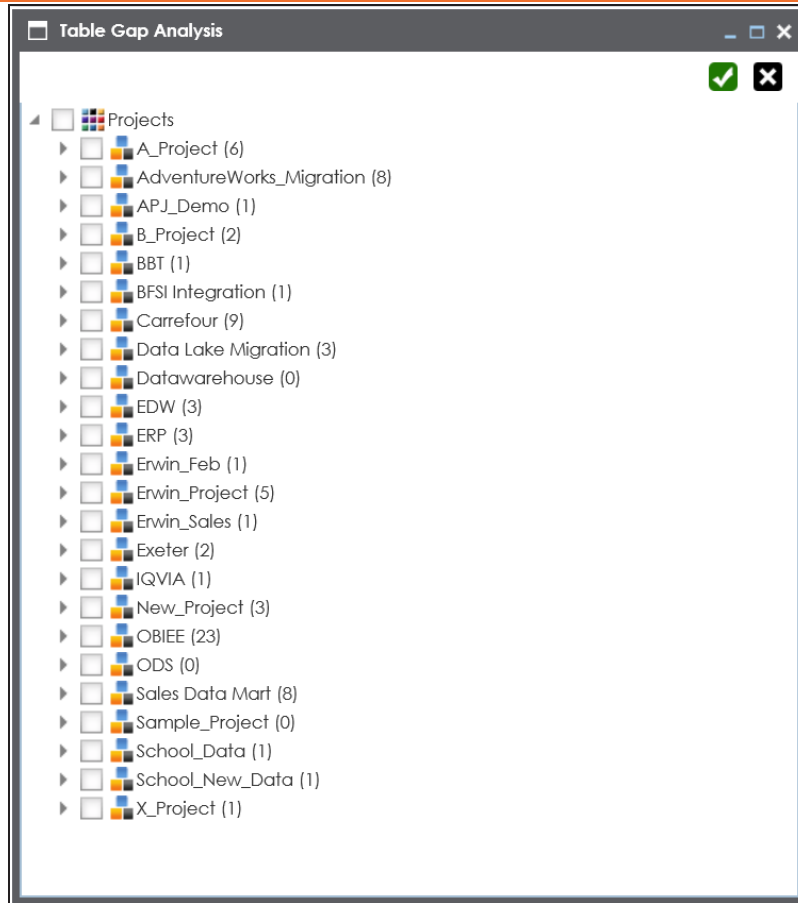 Table Gap Analysis
Projects
A_Project (6)
AdventureWorks_Migration (8)
APJ_Demo (1)
B_Project (2)
BBT (1)
BFSI Integration (1)
Carrefour (9)
Data Lake Migration (3)
Datawarehouse (0)
EDW (3)
ERP (3)
Erwin_Feb (1)
Erwin_Project (5)
Erwin_Sales (1)
Exeter (2)
IQVIA (1)
New_Project (3)
OBIEE (23)
ODS (0)
Sales Data Mart (8)
Sample_Project (0)
School_Data (1)
School_New_Data (1)
X_Project (1)